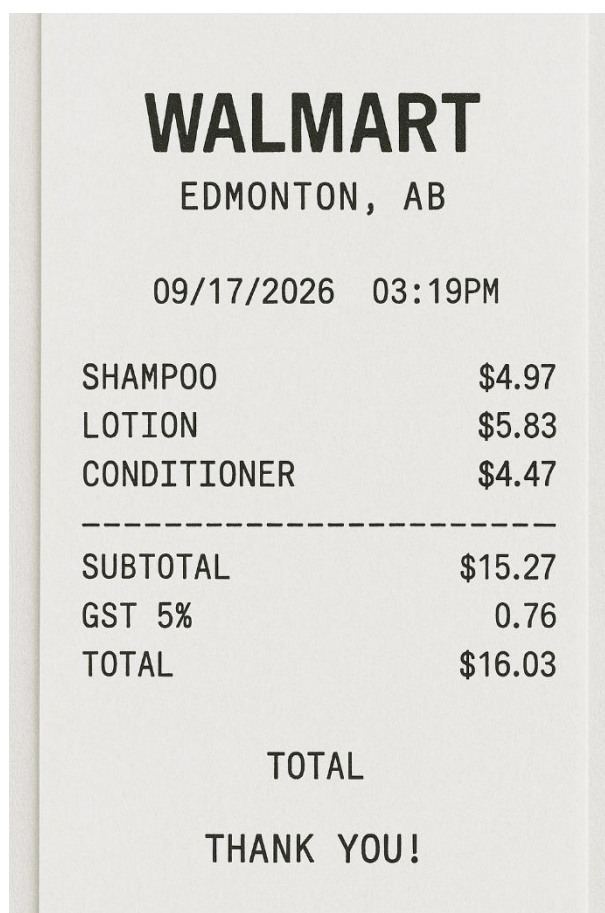 WALMART
EDMONTON, AB
09/17/2026 03:19PM
SHAMPOO $4.97
LOTION $5.83
CONDITIONER $4.47
-----------------------
SUBTOTAL $15.27
GST 5% 0.76
TOTAL $16.03
TOTAL
THANK YOU!